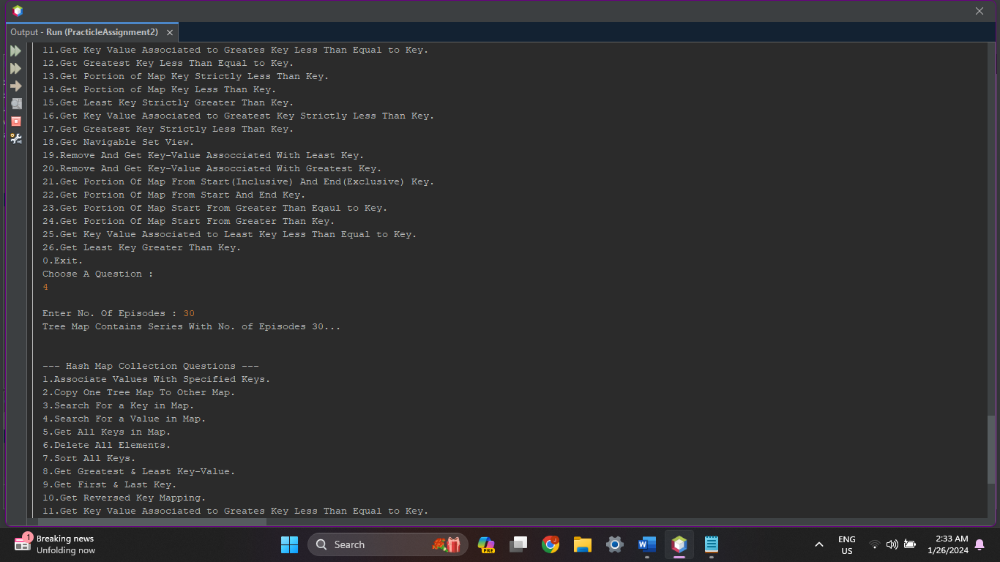 Output - Run (PracticleAssignment2)
11.Get Key Value Associated to Greates Key Less Than Equal to Key.
12.Get Greatest Key Less Than Equal to Key.
13.Get Portion of Map Key Strictly Less Than Key.
14.Get Portion of Map Key Less Than Key.
15.Get Least Key Strictly Greater Than Key.
16.Get Key Value Associated to Greatest Key Strictly Less Than Key.
17.Get Greatest Key Strictly Less Than Key.
18.Get Navigable Set View.
19.Remove And Get Key-Value Assocciated With Least Key.
20.Remove And Get Key-Value Assocciated With Greatest Key.
21.Get Portion Of Map From Start(Inclusive) And End(Exclusive) Key.
22.Get Portion Of Map From Start And End Key.
23.Get Portion Of Map Start From Greater Than Eqaul to Key.
24.Get Portion Of Map Start From Greater Than Key.
25.Get Key Value Associated to Least Key Less Than Equal to Key.
26.Get Least Key Greater Than Key.
0.Exit.
Choose A Question :
4
Enter No. Of Episodes : 30
Tree Map Contains Series With No. of Episodes 30...
--- Hash Map Collection Questions ---
1.Associate Values With Specified Keys.
2.Copy One Tree Map To Other Map.
3.Search For a Key in Map.
4.Search For a Value in Map.
5.Get All Keys in Map.
6.Delete All Elements.
7.Sort All Keys.
8.Get Greatest & Least Key-Value.
9.Get First & Last Key.
10.Get Reversed Key Mapping.
11.Get Key Value Associated to Greates Key Less Than Equal to Key.
1
Breaking news
Unfolding now
Search
PRE
W
ENG
US
2:33 AM
1/26/2024